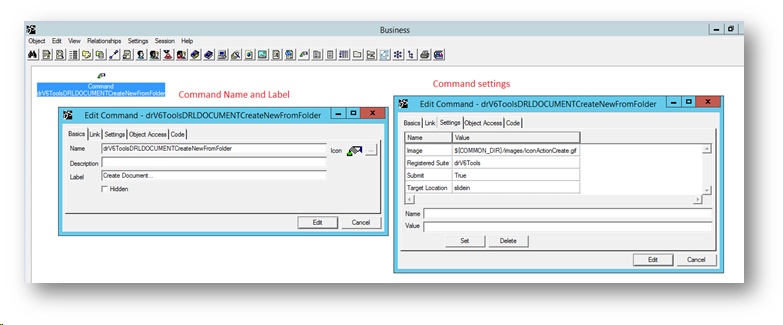 Business
Object Edit View Relationships Settings Session Help
Command
drV6ToolsDRLDOCUMENTCreateNewFromFolder
Command Name and Label
Command settings
Edit Command - drV6ToolsDRLDOCUMENTCreateNewFromFolder
Basics Link Settings Object Access Code
Name drV6ToolsDRLDOCUMENTCreateNewFromFolder Icon ...
Description
Label Create Document...
Hidden
Edit Cancel
Edit Command - drV6ToolsDRLDOCUMENTCreateNewFromFolder
Basics Link Settings Object Access Code
Name Value
Image ${COMMON_DIR}/images/iconActionCreate.gif
Registered Suite drV6Tools
Submit True
Target Location slidein
Name
Value
Set Delete
Edit Cancel